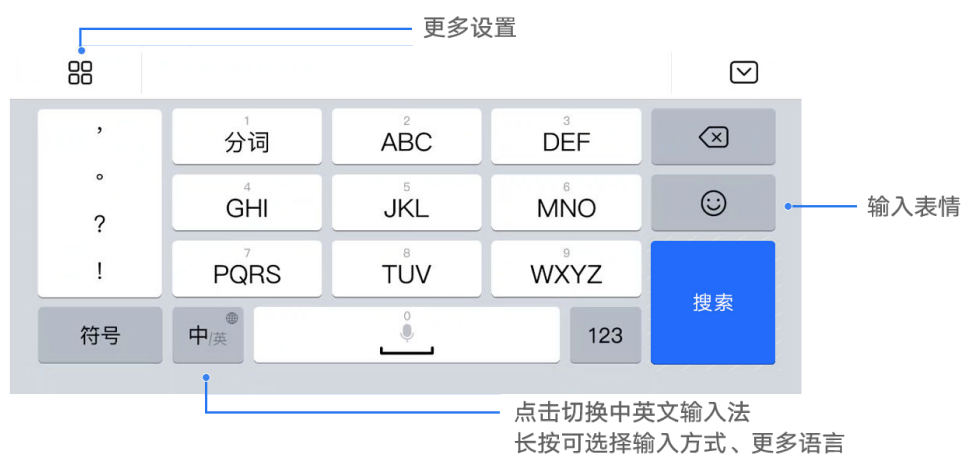 更多设置
，
。
?
!
1
分词
2
ABC
3
DEF
4
GHI
5
JKL
6
MNO
输入表情
7
PQRS
8
TUV
9
WXYZ
搜索
符号
中/英
0
123
点击切换中英文输入法
长按可选择输入方式、更多语言